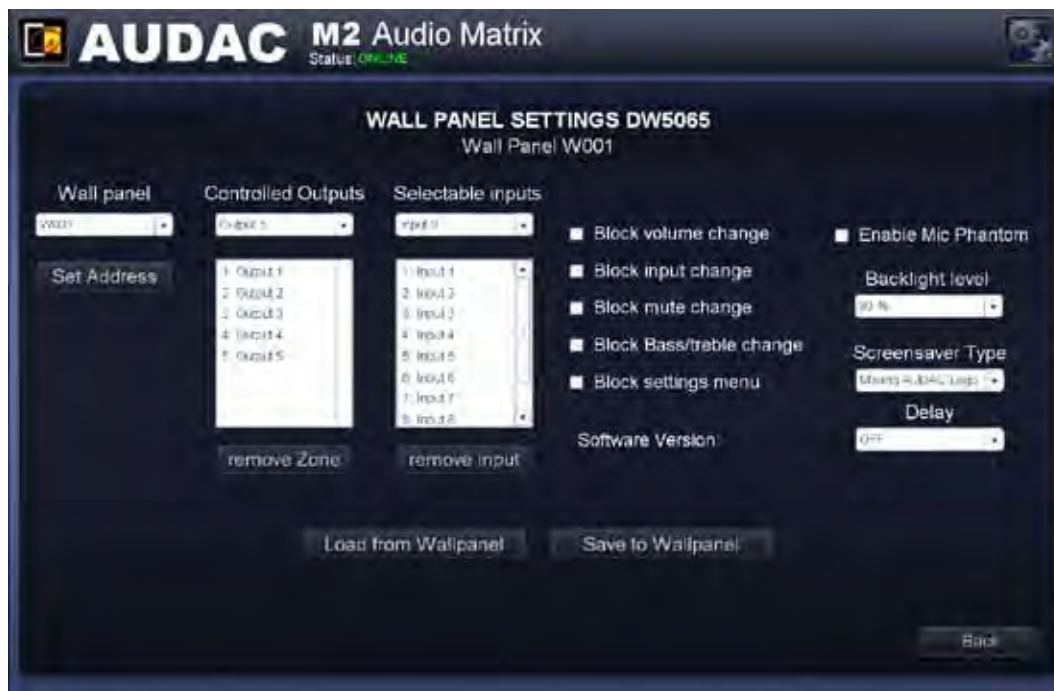 AUDAC M2 Audio Matrix
Status: ONLINE
WALL PANEL SETTINGS DW5065
Wall Panel W001
Wall panel
Controlled Outputs
Selectable inputs
W001
Output 5
Set Address
1: Output 1
2: Output 2
3: Output 3
4: Output 4
5: Output 5
1: Input 1
2: Input 2
3: Input 3
4: Input 4
5: Input 5
6: Input 6
7: Input 7
8: Input 8
remove Zone
remove Input
Block volume change
Block input change
Block mute change
Block Bass/treble change
Block settings menu
Software Version
Enable Mic Phantom
Backlight level
Screensaver Type
Moving AUDAC Logo
Delay
OFF
Load from Wallpanel
Save to Wallpanel
Back